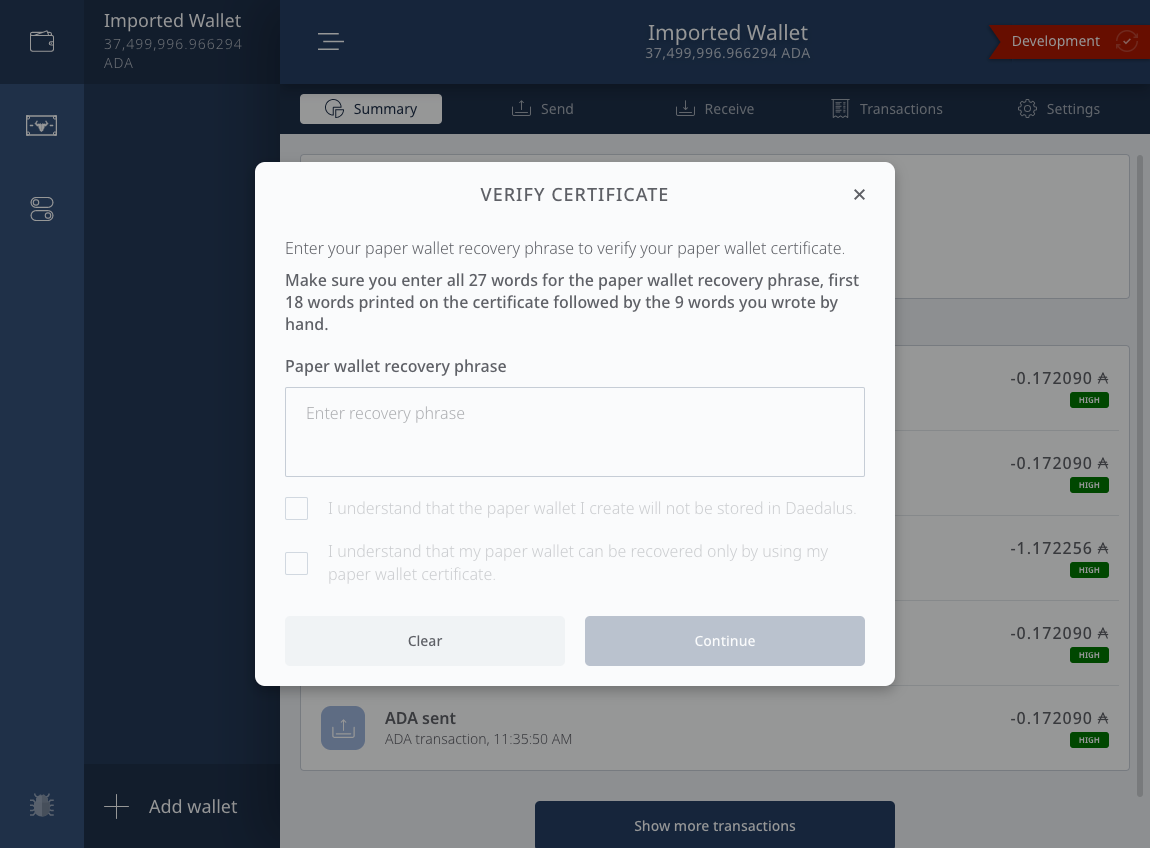 Imported Wallet
37,499,996.966294
ADA
Imported Wallet
37,499,996.966294 ADA
Development
Summary
Send
Receive
Transactions
Settings
VERIFY CERTIFICATE
Enter your paper wallet recovery phrase to verify your paper wallet certificate.
Make sure you enter all 27 words for the paper wallet recovery phrase, first
18 words printed on the certificate followed by the 9 words you wrote by
hand.
Paper wallet recovery phrase
Enter recovery phrase
I understand that the paper wallet I create will not be stored in Daedalus.
I understand that my paper wallet can be recovered only by using my
paper wallet certificate.
Clear
Continue
-0.172090 ₳
HIGH
-0.172090 ₳
HIGH
-1.172256 ₳
HIGH
-0.172090 ₳
HIGH
ADA sent
ADA transaction, 11:35:50 AM
-0.172090 ₳
HIGH
Add wallet
Show more transactions